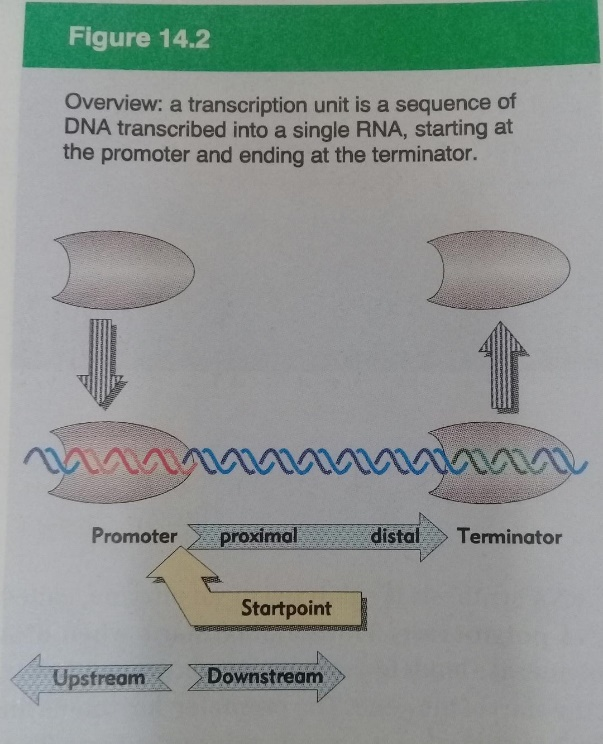 Figure 14.2
Overview: a transcription unit is a sequence of
DNA transcribed into a single RNA, starting at
the promoter and ending at the terminator.
Promoter proximal distal Terminator
Startpoint
Upstream Downstream